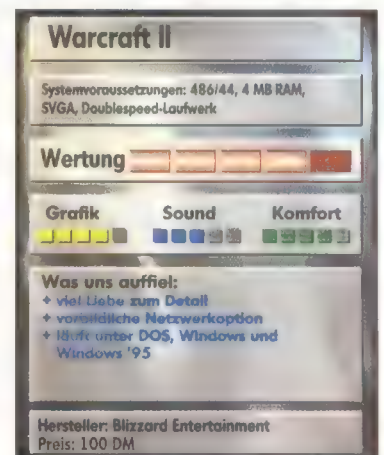 Warcraft II
Systemvoraussetzungen: 486/44, 4 MB RAM,
SVGA, Doublespeed-Laufwerk
Wertung
Grafik Sound Komfort
Was uns auffiel:
+ viel Liebe zum Detail
+ vorbildliche Netzwerkoption
+ läuft unter DOS, Windows und
Windows '95
Hersteller: Blizzard Entertainment
Preis: 100 DM